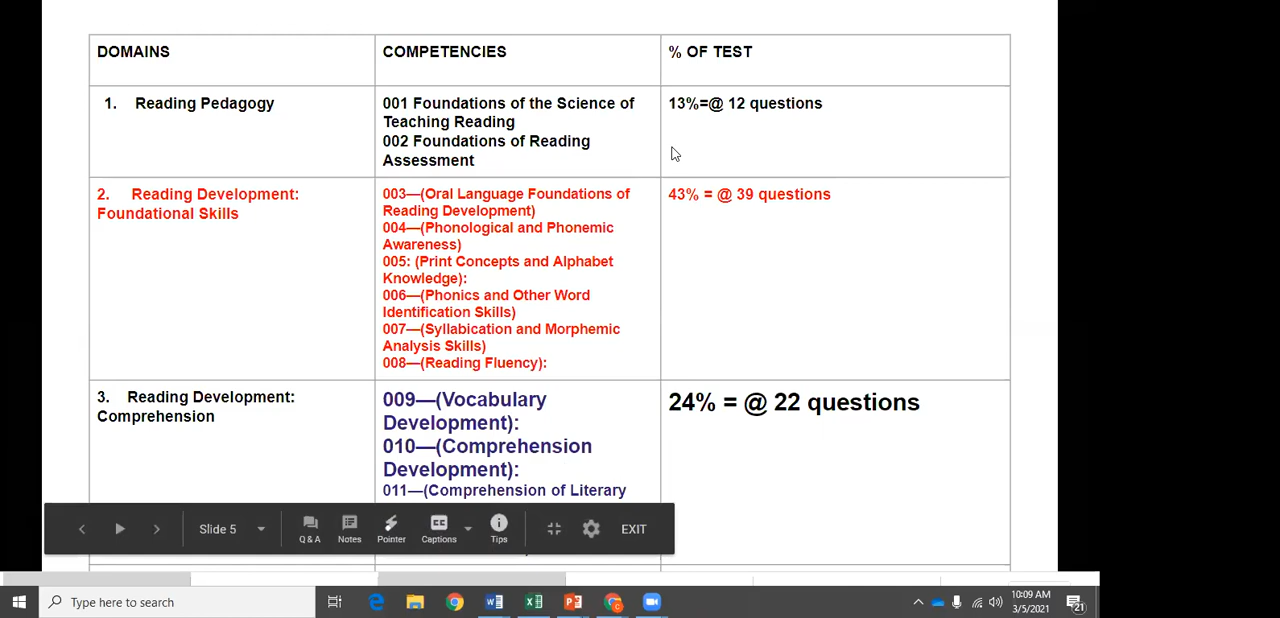 DOMAINS
COMPETENCIES
% OF TEST
1. Reading Pedagogy
001 Foundations of the Science of
Teaching Reading
002 Foundations of Reading
Assessment
13%=@ 12 questions
2. Reading Development:
Foundational Skills
003—(Oral Language Foundations of
Reading Development)
004—(Phonological and Phonemic
Awareness)
005: (Print Concepts and Alphabet
Knowledge):
006—(Phonics and Other Word
Identification Skills)
007—(Syllabication and Morphemic
Analysis Skills)
008—(Reading Fluency):
43% = @ 39 questions
3. Reading Development:
Comprehension
009—(Vocabulary
Development):
010—(Comprehension
Development):
011—(Comprehension of Literary
24% = @ 22 questions
Slide 5
Q & A
Notes
Pointer
CC
Captions
Tips
EXIT
Type here to search
10:09 AM
3/5/2021
21